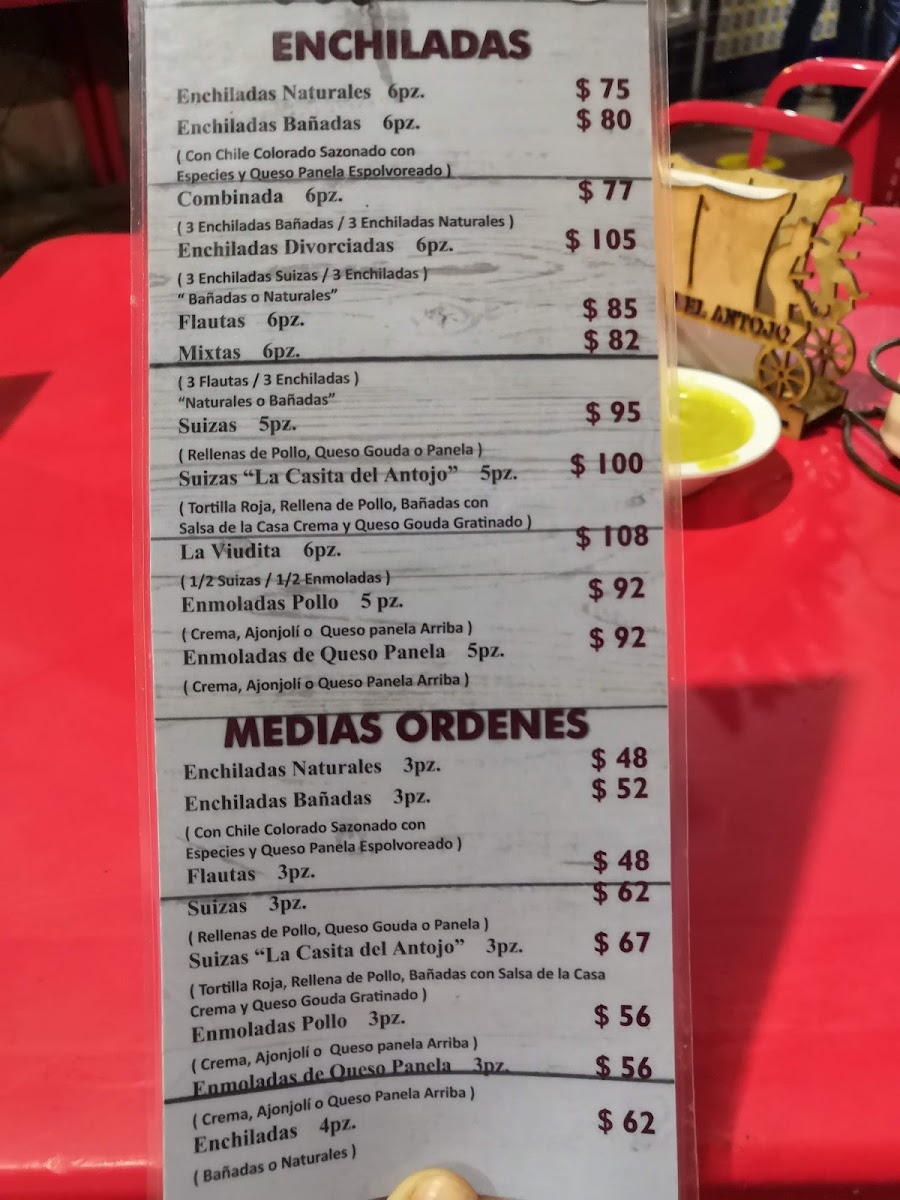 ENCHILADAS
Enchiladas Naturales 6pz. $ 75
Enchiladas Bañadas 6pz. $ 80
( Con Chile Colorado Sazonado con
Especies y Queso Panela Espolvoreado )
Combinada 6pz. $ 77
( 3 Enchiladas Bañadas / 3 Enchiladas Naturales )
Enchiladas Divorciadas 6pz. $ 105
( 3 Enchiladas Suizas / 3 Enchiladas )
“ Bañadas o Naturales”
Flautas 6pz. $ 85
Mixtas 6pz. $ 82
( 3 Flautas / 3 Enchiladas )
“Naturales o Bañadas”
Suizas 5pz. $ 95
( Rellenas de Pollo, Queso Gouda o Panela )
Suizas “La Casita del Antojo” 5pz. $ 100
( Tortilla Roja, Rellena de Pollo, Bañadas con
Salsa de la Casa Crema y Queso Gouda Gratinado )
La Viudita 6pz. $ 108
( 1/2 Suizas / 1/2 Enmoladas )
Enmoladas Pollo 5 pz. $ 92
( Crema, Ajonjolí o Queso panela Arriba )
Enmoladas de Queso Panela 5pz. $ 92
( Crema, Ajonjolí o Queso Panela Arriba )
MEDIAS ORDENES
Enchiladas Naturales 3pz. $ 48
Enchiladas Bañadas 3pz. $ 52
( Con Chile Colorado Sazonado con
Especies y Queso Panela Espolvoreado )
Flautas 3pz. $ 48
Suizas 3pz. $ 62
( Rellenas de Pollo, Queso Gouda o Panela )
Suizas “La Casita del Antojo” 3pz. $ 67
( Tortilla Roja, Rellena de Pollo, Bañadas con Salsa de la Casa
Crema y Queso Gouda Gratinado )
Enmoladas Pollo 3pz. $ 56
( Crema, Ajonjolí o Queso panela Arriba )
Enmoladas de Queso Panela 3pz. $ 56
( Crema, Ajonjolí o Queso Panela Arriba )
Enchiladas 4pz. $ 62
( Bañadas o Naturales )
EL ANTOJO